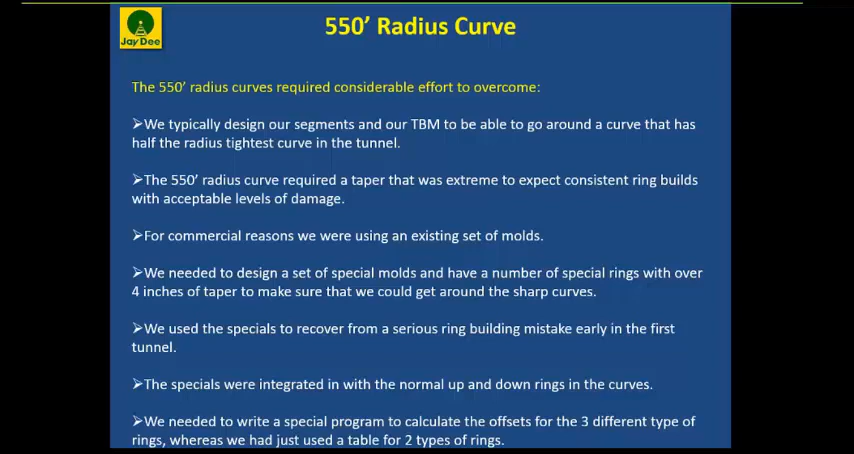 Jay Dee
550’ Radius Curve
The 550’ radius curves required considerable effort to overcome:
➢We typically design our segments and our TBM to be able to go around a curve that has
half the radius tightest curve in the tunnel.
➢The 550’ radius curve required a taper that was extreme to expect consistent ring builds
with acceptable levels of damage.
➢For commercial reasons we were using an existing set of molds.
➢We needed to design a set of special molds and have a number of special rings with over
4 inches of taper to make sure that we could get around the sharp curves.
➢We used the specials to recover from a serious ring building mistake early in the first
tunnel.
➢The specials were integrated in with the normal up and down rings in the curves.
➢We needed to write a special program to calculate the offsets for the 3 different type of
rings, whereas we had just used a table for 2 types of rings.